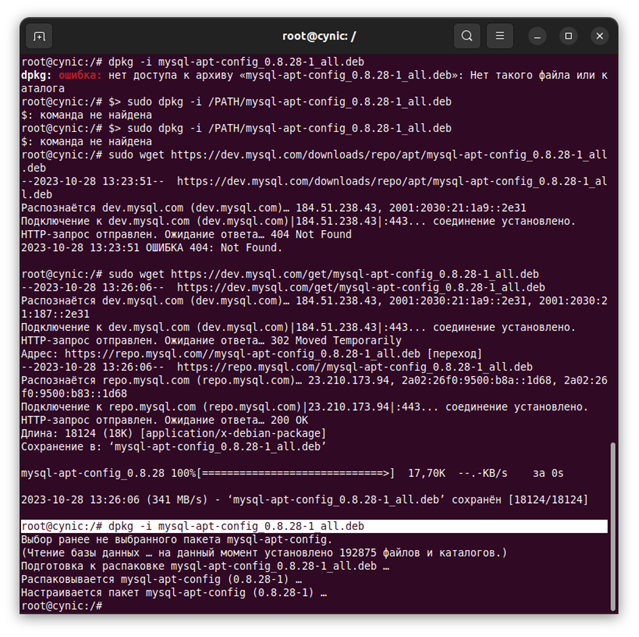 root@cynic: /
root@cynic:/# dpkg -i mysql-apt-config_0.8.28-1_all.deb
dpkg: ошибка: нет доступа к архиву «mysql-apt-config_0.8.28-1_all.deb»: Нет такого файла или к
аталога
root@cynic:/# $> sudo dpkg -i /PATH/mysql-apt-config_0.8.28-1_all.deb
$: команда не найдена
root@cynic:/# $> sudo dpkg -i /PATH/mysql-apt-config_0.8.28-1_all.deb
$: команда не найдена
root@cynic:/# sudo wget https://dev.mysql.com/downloads/repo/apt/mysql-apt-config_0.8.28-1_all
.deb
--2023-10-28 13:23:51--  https://dev.mysql.com/downloads/repo/apt/mysql-apt-config_0.8.28-1_al
l.deb
Распознаётся dev.mysql.com (dev.mysql.com)… 184.51.238.43, 2001:2030:21:1a9::2e31
Подключение к dev.mysql.com (dev.mysql.com)|184.51.238.43|:443... соединение установлено.
HTTP-запрос отправлен. Ожидание ответа… 404 Not Found
2023-10-28 13:23:51 ОШИБКА 404: Not Found.
root@cynic:/# sudo wget https://dev.mysql.com/get/mysql-apt-config_0.8.28-1_all.deb
--2023-10-28 13:26:06--  https://dev.mysql.com/get/mysql-apt-config_0.8.28-1_all.deb
Распознаётся dev.mysql.com (dev.mysql.com)… 184.51.238.43, 2001:2030:21:1a9::2e31, 2001:2030:2
1:187::2e31
Подключение к dev.mysql.com (dev.mysql.com)|184.51.238.43|:443... соединение установлено.
HTTP-запрос отправлен. Ожидание ответа… 302 Moved Temporarily
Адрес: https://repo.mysql.com//mysql-apt-config_0.8.28-1_all.deb [переход]
--2023-10-28 13:26:06--  https://repo.mysql.com//mysql-apt-config_0.8.28-1_all.deb
Распознаётся repo.mysql.com (repo.mysql.com)… 23.210.173.94, 2a02:26f0:9500:b8a::1d68, 2a02:26
f0:9500:b83::1d68
Подключение к repo.mysql.com (repo.mysql.com)|23.210.173.94|:443... соединение установлено.
HTTP-запрос отправлен. Ожидание ответа… 200 OK
Длина: 18124 (18K) [application/x-debian-package]
Сохранение в: ‘mysql-apt-config_0.8.28-1_all.deb’
mysql-apt-config_0.8.28 100%[=============================>]  17,70K  --.-KB/s    за 0s
2023-10-28 13:26:06 (341 MB/s) - ‘mysql-apt-config_0.8.28-1_all.deb’ сохранён [18124/18124]
root@cynic:/# dpkg -i mysql-apt-config_0.8.28-1_all.deb
Выбор ранее не выбранного пакета mysql-apt-config.
(Чтение базы данных … на данный момент установлено 192875 файлов и каталогов.)
Подготовка к распаковке mysql-apt-config_0.8.28-1_all.deb …
Распаковывается mysql-apt-config (0.8.28-1) …
Настраивается пакет mysql-apt-config (0.8.28-1) …
root@cynic:/#